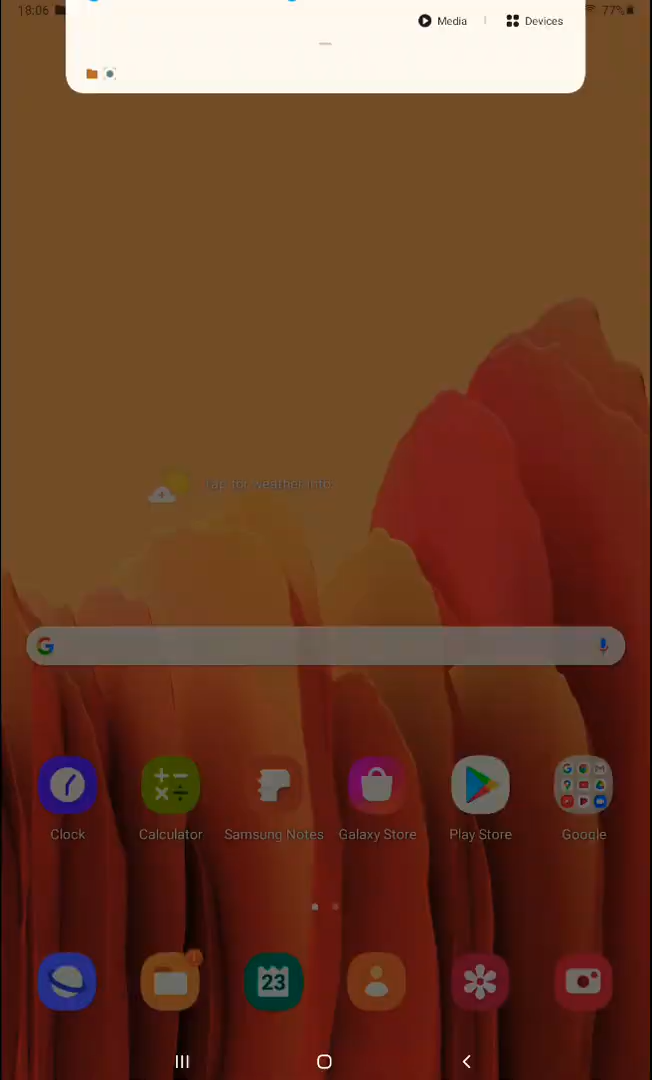 18:06
77%
Media
Devices
Tap for weather info.
G
Clock
Calculator
Samsung Notes
Galaxy Store
Play Store
Google
23